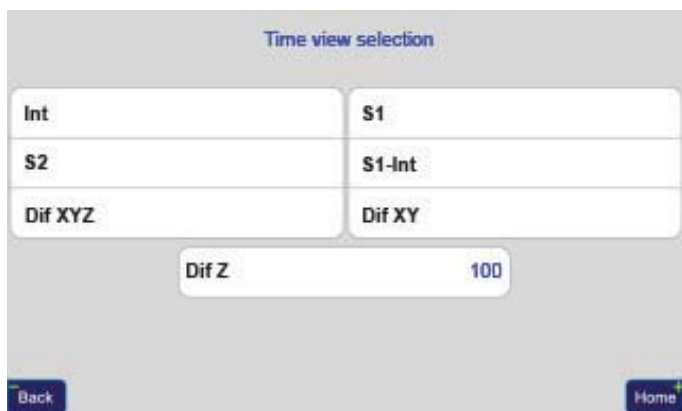 Time view selection
Int S1
S2 S1-Int
Dif XYZ Dif XY
Dif Z 100
Back Home